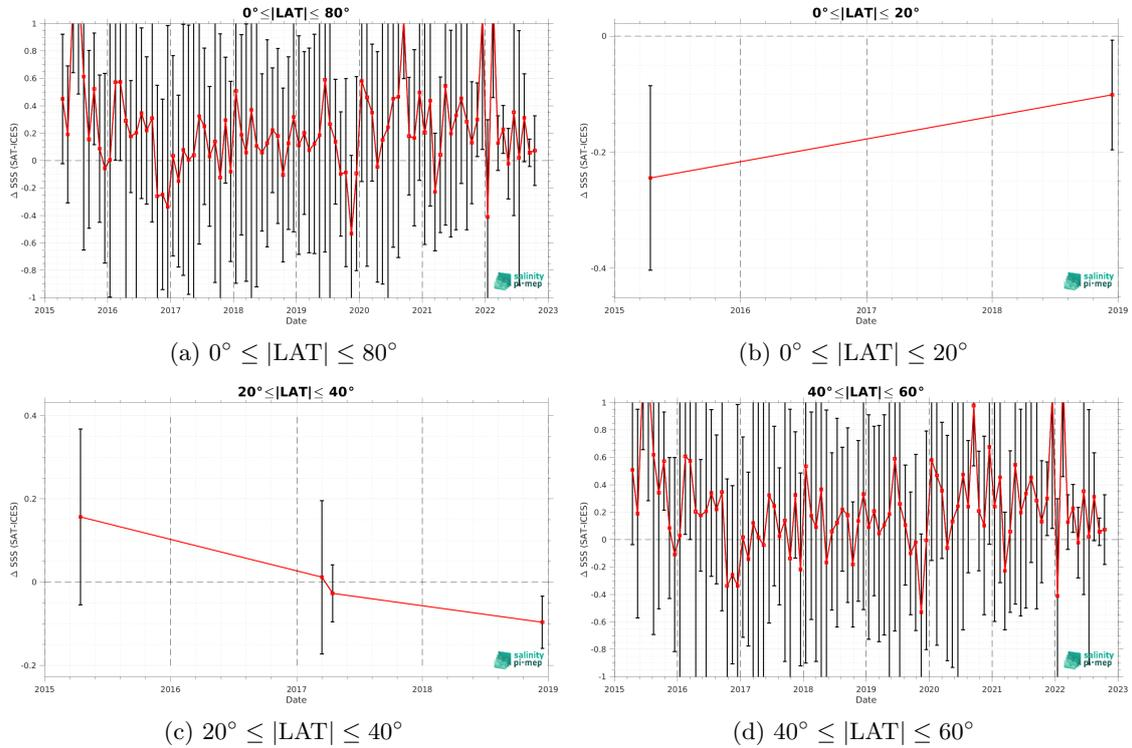 0°≤|LAT|≤ 80°
Δ SSS (SAT-ICES)
1
0.8
0.6
0.4
0.2
0
-0.2
-0.4
-0.6
-0.8
-1
2015 2016 2017 2018 2019 2020 2021 2022 2023
Date
salinity
pi-mep
(a) 0° ≤ |LAT| ≤ 80°
0°≤|LAT|≤ 20°
Δ SSS (SAT-ICES)
0
-0.2
-0.4
2015 2016 2017 2018 2019
Date
salinity
pi-mep
(b) 0° ≤ |LAT| ≤ 20°
20°≤|LAT|≤ 40°
Δ SSS (SAT-ICES)
0.4
0.2
0
-0.2
2015 2016 2017 2018 2019
Date
salinity
pi-mep
(c) 20° ≤ |LAT| ≤ 40°
40°≤|LAT|≤ 60°
Δ SSS (SAT-ICES)
1
0.8
0.6
0.4
0.2
0
-0.2
-0.4
-0.6
-0.8
-1
2015 2016 2017 2018 2019 2020 2021 2022 2023
Date
salinity
pi-mep
(d) 40° ≤ |LAT| ≤ 60°